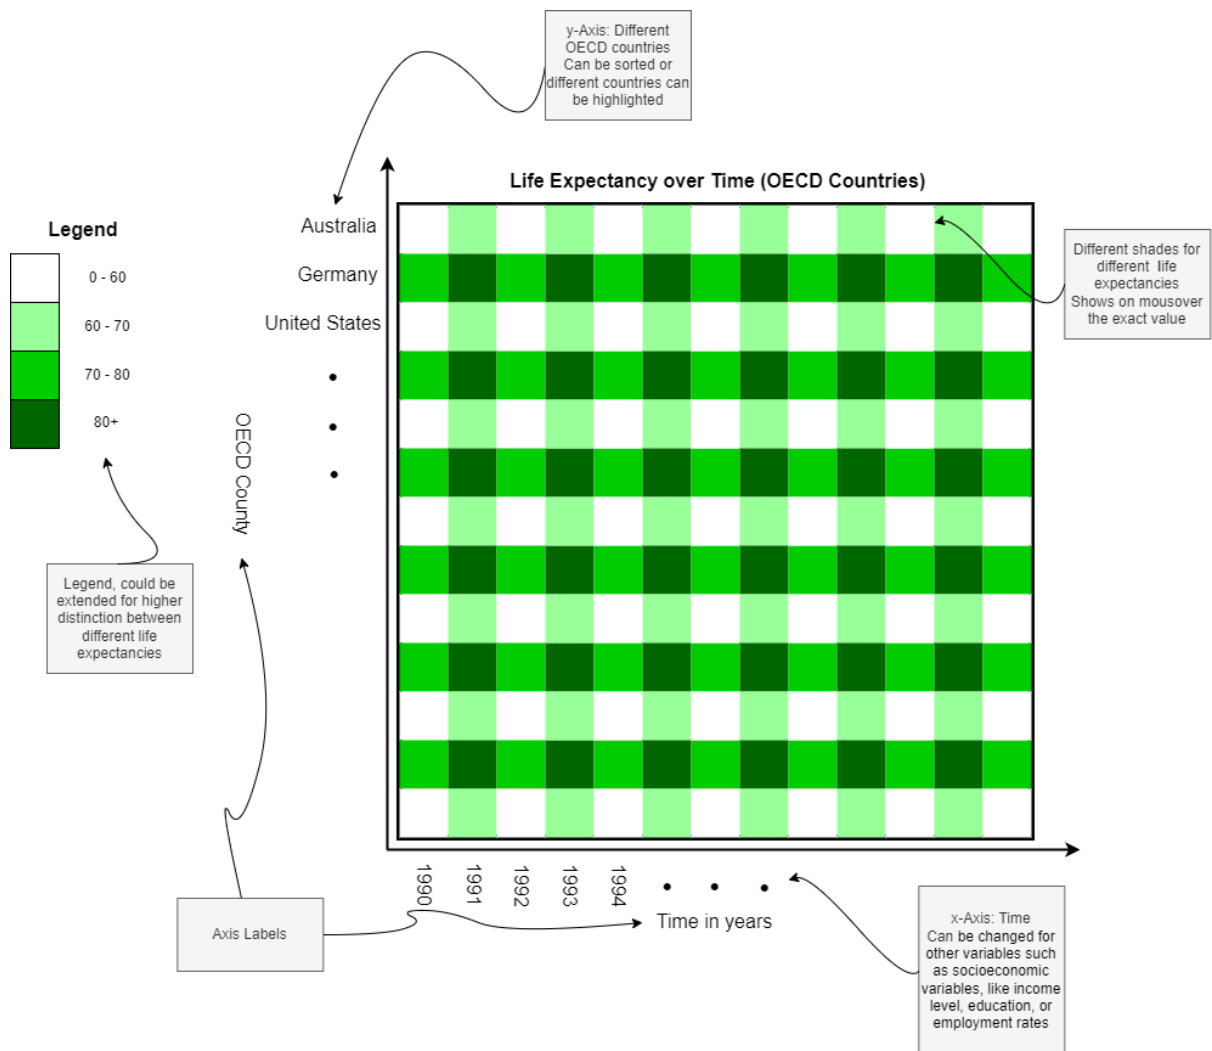 y-Axis: Different
OECD countries
Can be sorted or
different countries can
be highlighted
Life Expectancy over Time (OECD Countries)
Legend
0 - 60
60 - 70
70 - 80
80+
Australia
Germany
United States
OECD County
Different shades for
different life
expectancies
Shows on mousover
the exact value
Legend, could be
extended for higher
distinction between
different life
expectancies
1990
1991
1992
1993
1994
Time in years
Axis Labels
x-Axis: Time
Can be changed for
other variables such
as socioeconomic
variables, like income
level, education, or
employment rates